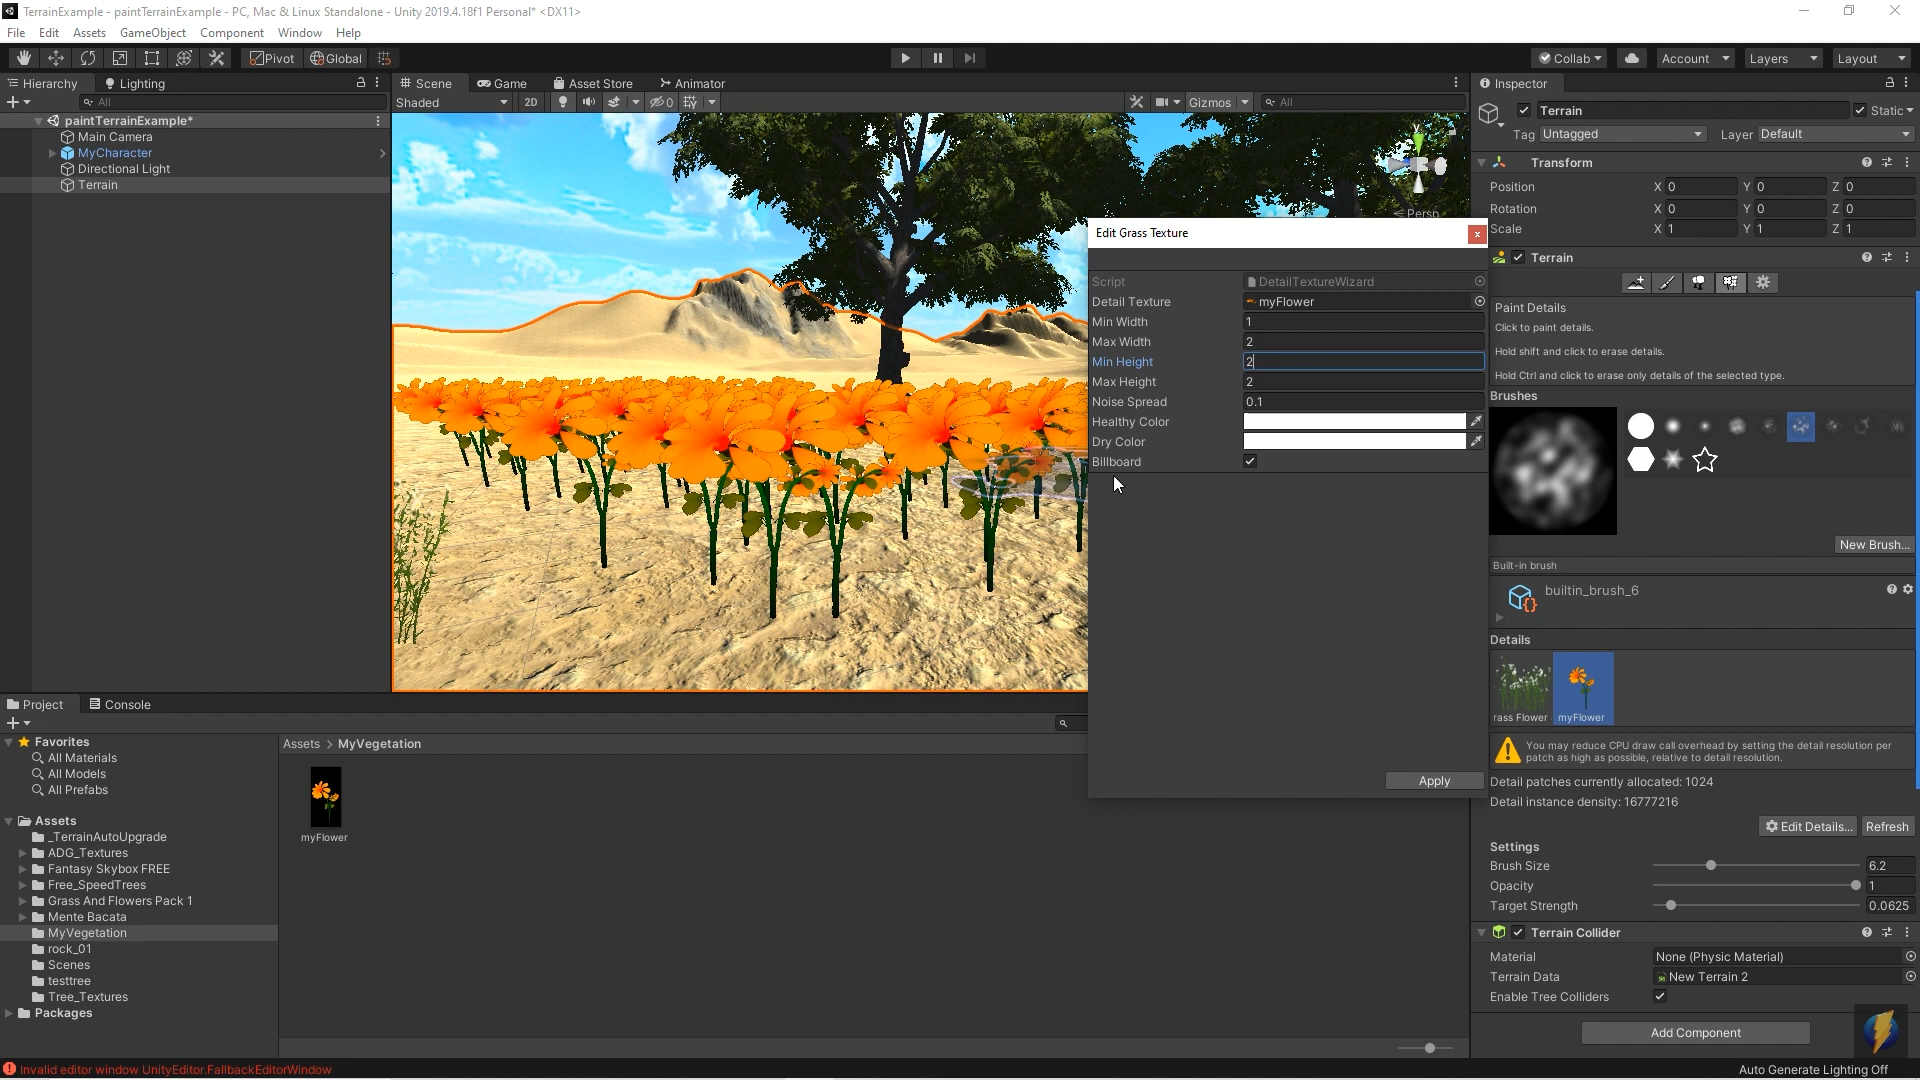 TerrainExample - paintTerrainExample - PC, Mac & Linux Standalone - Unity 2019.4.18f1 Personal* <DX11>
File Edit Assets GameObject Component Window Help
Pivot Global Collab Account Layers Layout
Hierarchy Lighting
All
paintTerrainExample*
Main Camera
MyCharacter
Directional Light
Terrain
Scene Game Asset Store Animator
Shaded 2D 0 Gizmos All
y
Persp
Edit Grass Texture
x
Script DetailTextureWizard
Detail Texture myFlower
Min Width 1
Max Width 2
Min Height 2
Max Height 2
Noise Spread 0.1
Healthy Color
Dry Color
Billboard
Apply
Inspector
Terrain Static
Tag Untagged Layer Default
Transform
Position X 0 Y 0 Z 0
Rotation X 0 Y 0 Z 0
Scale X 1 Y 1 Z 1
Terrain
Paint Details
Click to paint details.
Hold shift and click to erase details.
Hold Ctrl and click to erase only details of the selected type.
Brushes
New Brush...
Built-in brush
builtin_brush_6
Details
rass Flower myFlower
You may reduce CPU draw call overhead by setting the detail resolution per
patch as high as possible, relative to detail resolution.
Detail patches currently allocated: 1024
Detail instance density: 16777216
Edit Details... Refresh
Settings
Brush Size 6.2
Opacity 1
Target Strength 0.0625
Terrain Collider
Material None (Physic Material)
Terrain Data New Terrain 2
Enable Tree Colliders
Add Component
Project Console
Favorites
All Materials
All Models
All Prefabs
Assets
_TerrainAutoUpgrade
ADG_Textures
Fantasy Skybox FREE
Free_SpeedTrees
Grass And Flowers Pack 1
Mente Bacata
MyVegetation
rock_01
Scenes
testtree
Tree_Textures
Packages
Assets > MyVegetation
myFlower
Invalid editor window UnityEditor.FallbackEditorWindow
Auto Generate Lighting Off